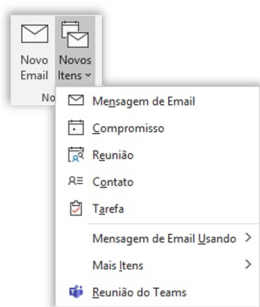 Novo Email
Novos Itens
No
Mensagem de Email
Compromisso
Reunião
Contato
Tarefa
Mensagem de Email Usando
Mais Itens
Reunião do Teams